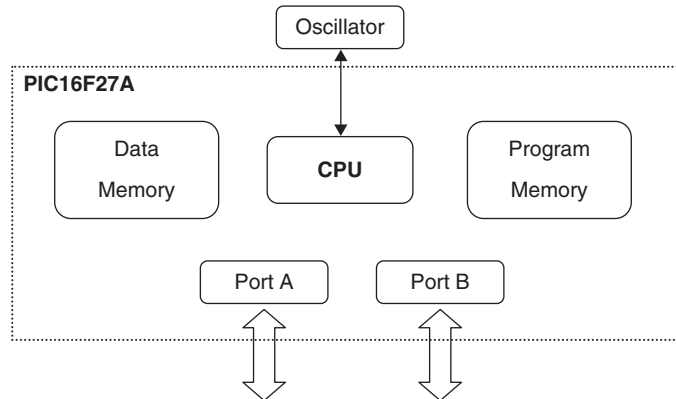 Oscillator
PIC16F27A
Data
Memory
CPU
Program
Memory
Port A
Port B